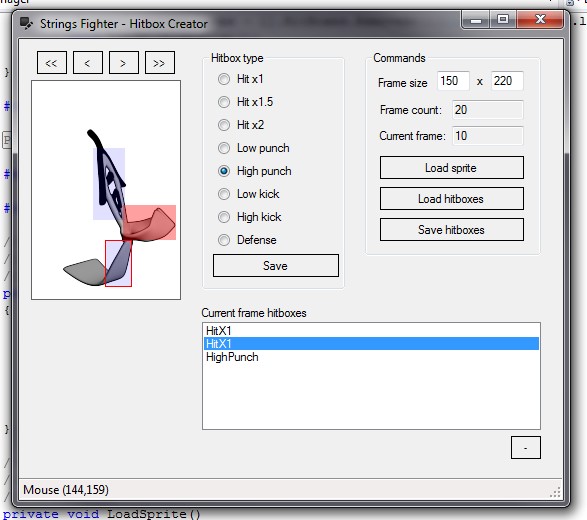 nager
Strings Fighter - Hitbox Creator
<< < > >>
Hitbox type
Hit x1
Hit x1.5
Hit x2
Low punch
High punch
Low kick
High kick
Defense
Save
Commands
Frame size 150 x 220
Frame count: 20
Current frame: 10
Load sprite
Load hitboxes
Save hitboxes
Current frame hitboxes
HitX1
HitX1
HighPunch
-
Mouse (144,159)
private void LoadSprite()